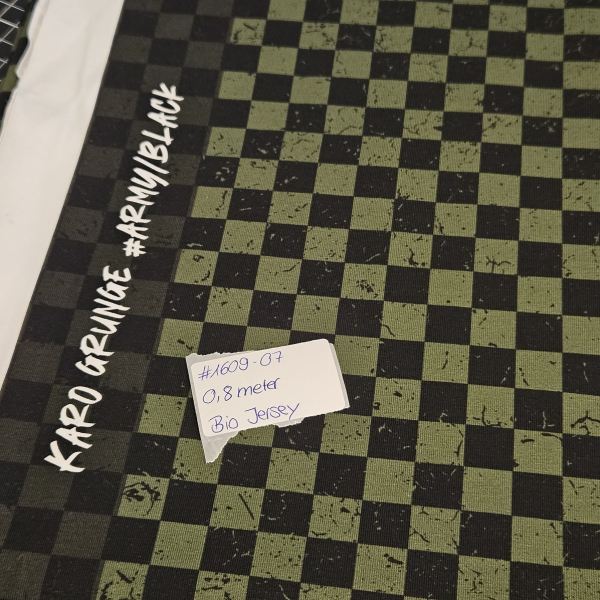 KARO GRUNGE #ARMY/BLACK
#1609-07
0,8 meter
Bio Jersey